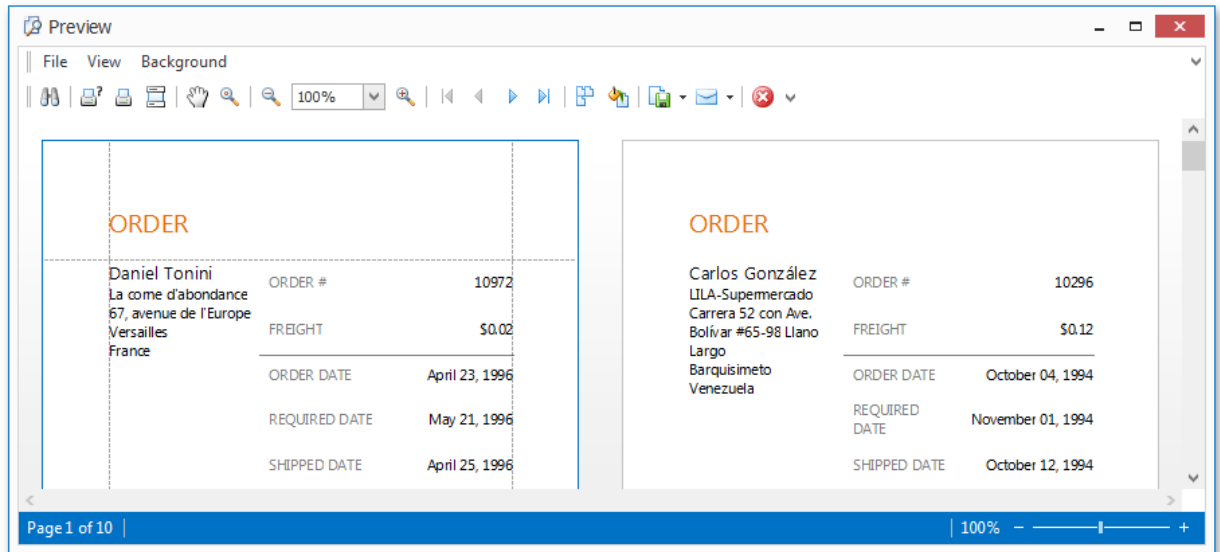 Preview
File View Background
100%
ORDER
Daniel Tonini
La corne d'abondance
67, avenue de l'Europe
Versailles
France
ORDER # 10972
FREIGHT $0.02
ORDER DATE April 23, 1996
REQUIRED DATE May 21, 1996
SHIPPED DATE April 25, 1996
ORDER
Carlos González
LILA-Supermercado
Carrera 52 con Ave.
Bolívar #65-98 Llano
Largo
Barquisimeto
Venezuela
ORDER # 10296
FREIGHT $0.12
ORDER DATE October 04, 1994
REQUIRED
DATE November 01, 1994
SHIPPED DATE October 12, 1994
Page 1 of 10 100%